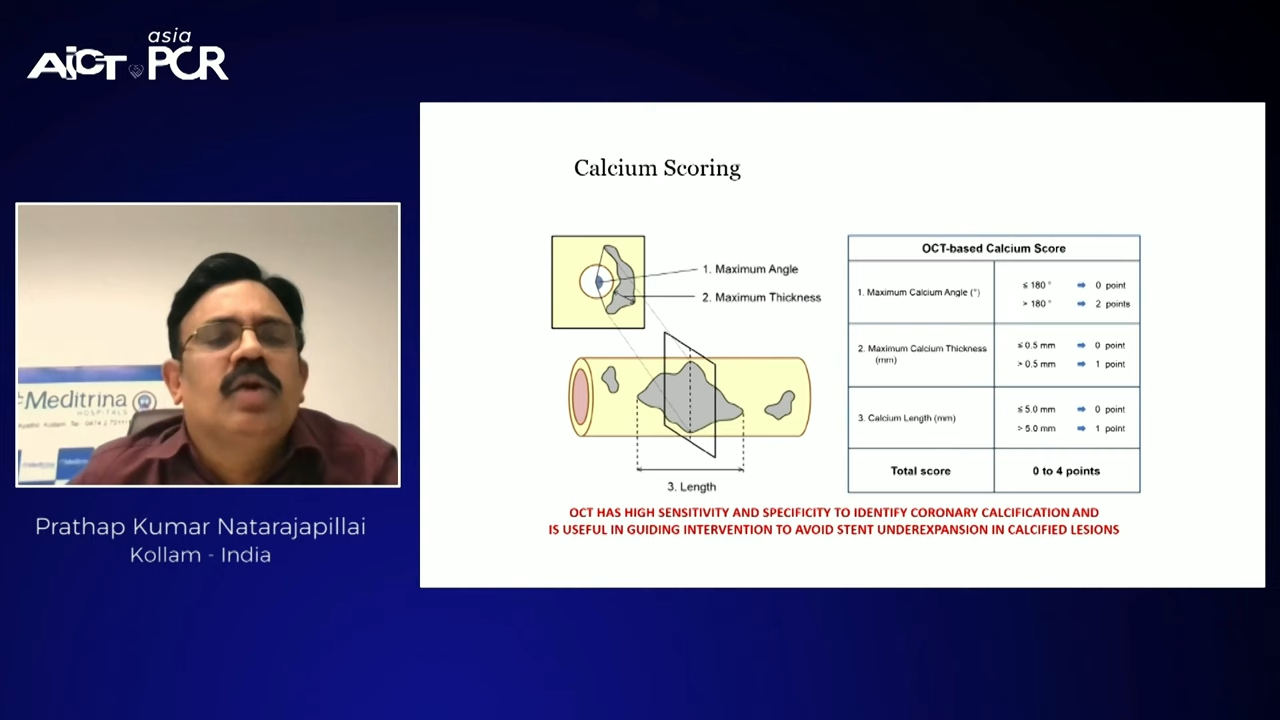 asia
AICT PCR
Meditrina
HOSPITALS
Prathap Kumar Natarajapillai
Kollam - India
Calcium Scoring
1. Maximum Angle
2. Maximum Thickness
3. Length
OCT-based Calcium Score
1. Maximum Calcium Angle (°)
≤ 180 ° ➡ 0 point
> 180 ° ➡ 2 points
2. Maximum Calcium Thickness
(mm)
≤ 0.5 mm ➡ 0 point
> 0.5 mm ➡ 1 point
3. Calcium Length (mm)
≤ 5.0 mm ➡ 0 point
> 5.0 mm ➡ 1 point
Total score 0 to 4 points
OCT HAS HIGH SENSITIVITY AND SPECIFICITY TO IDENTIFY CORONARY CALCIFICATION AND
IS USEFUL IN GUIDING INTERVENTION TO AVOID STENT UNDEREXPANSION IN CALCIFIED LESIONS